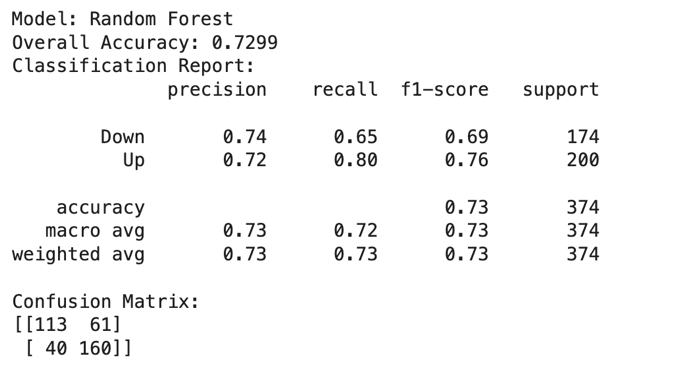 Model: Random Forest
Overall Accuracy: 0.7299
Classification Report:
              precision    recall  f1-score   support

        Down       0.74      0.65      0.69       174
          Up       0.72      0.80      0.76       200

    accuracy                           0.73       374
   macro avg       0.73      0.72      0.73       374
weighted avg       0.73      0.73      0.73       374

Confusion Matrix:
[[113  61]
 [ 40 160]]